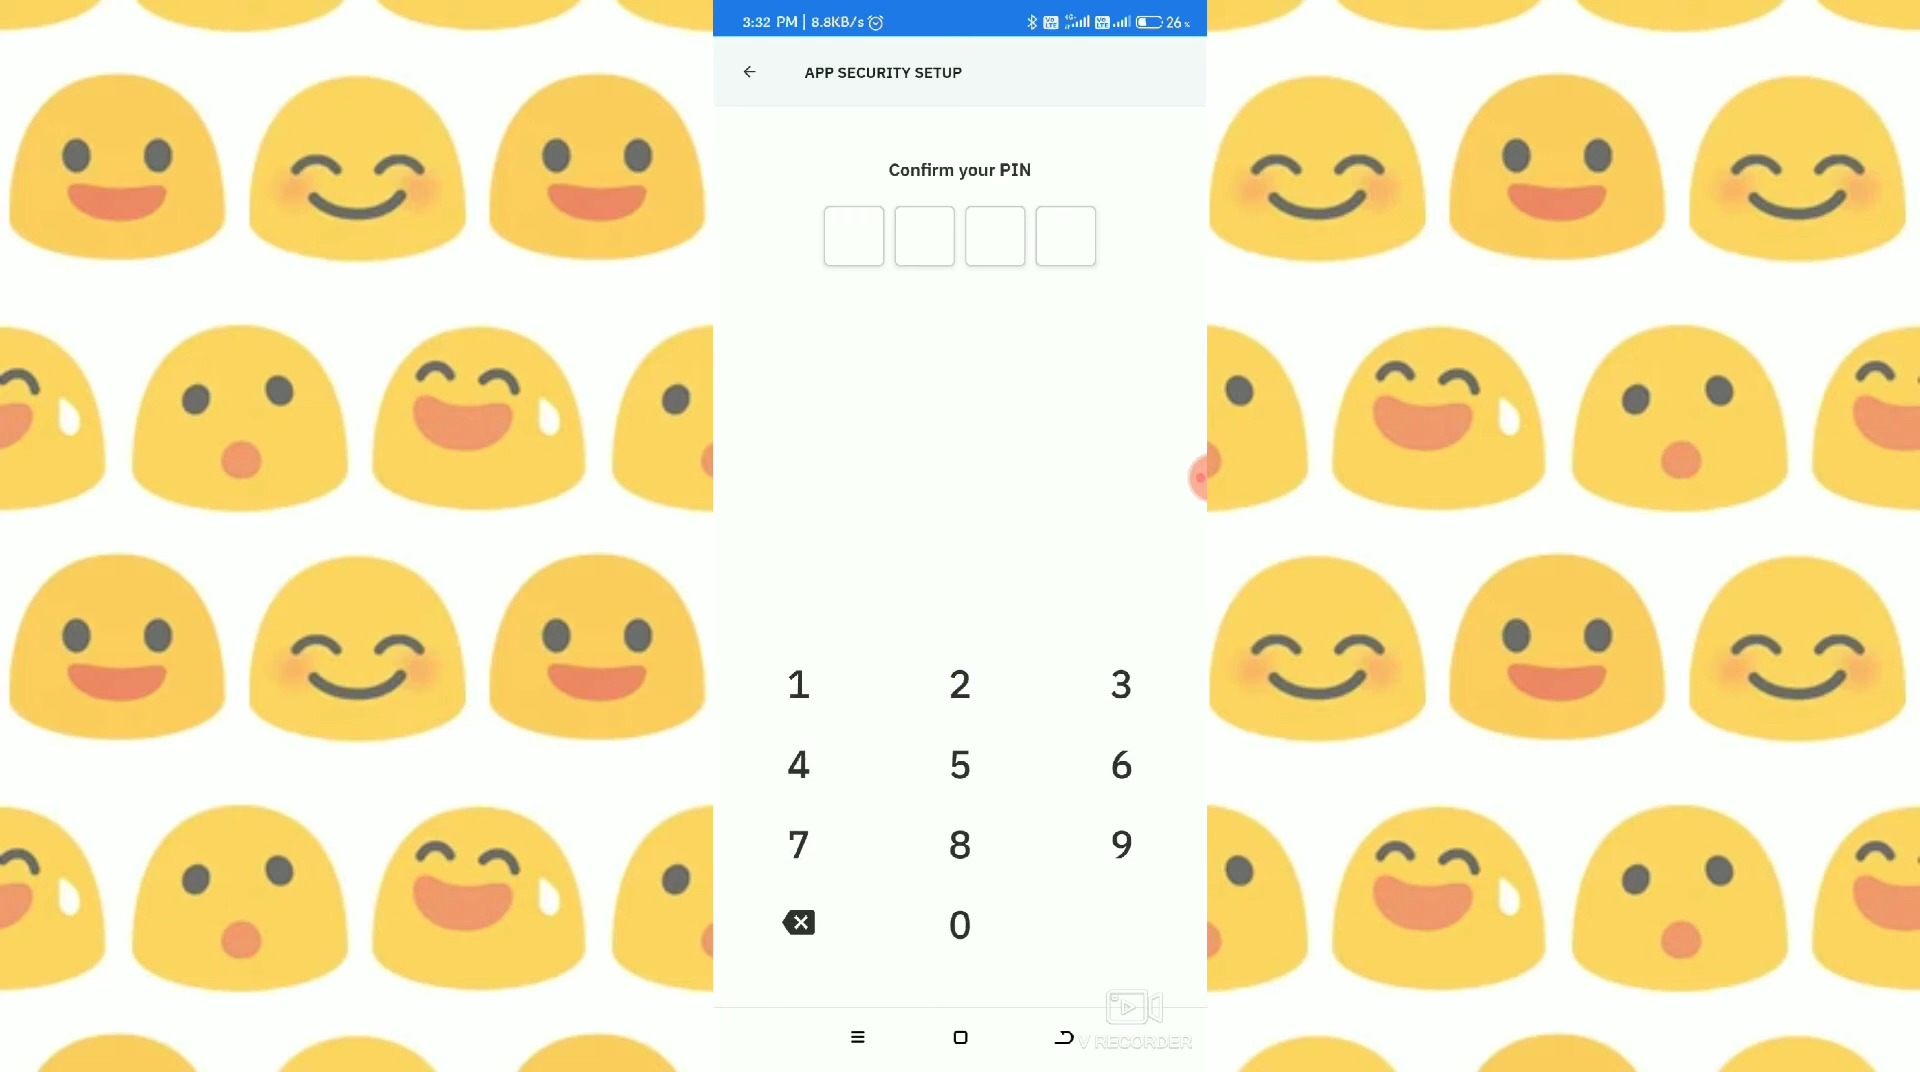 3:32 PM | 8.8KB/s 26 %
APP SECURITY SETUP
Confirm your PIN
1 2 3
4 5 6
7 8 9
0
V RECORDER